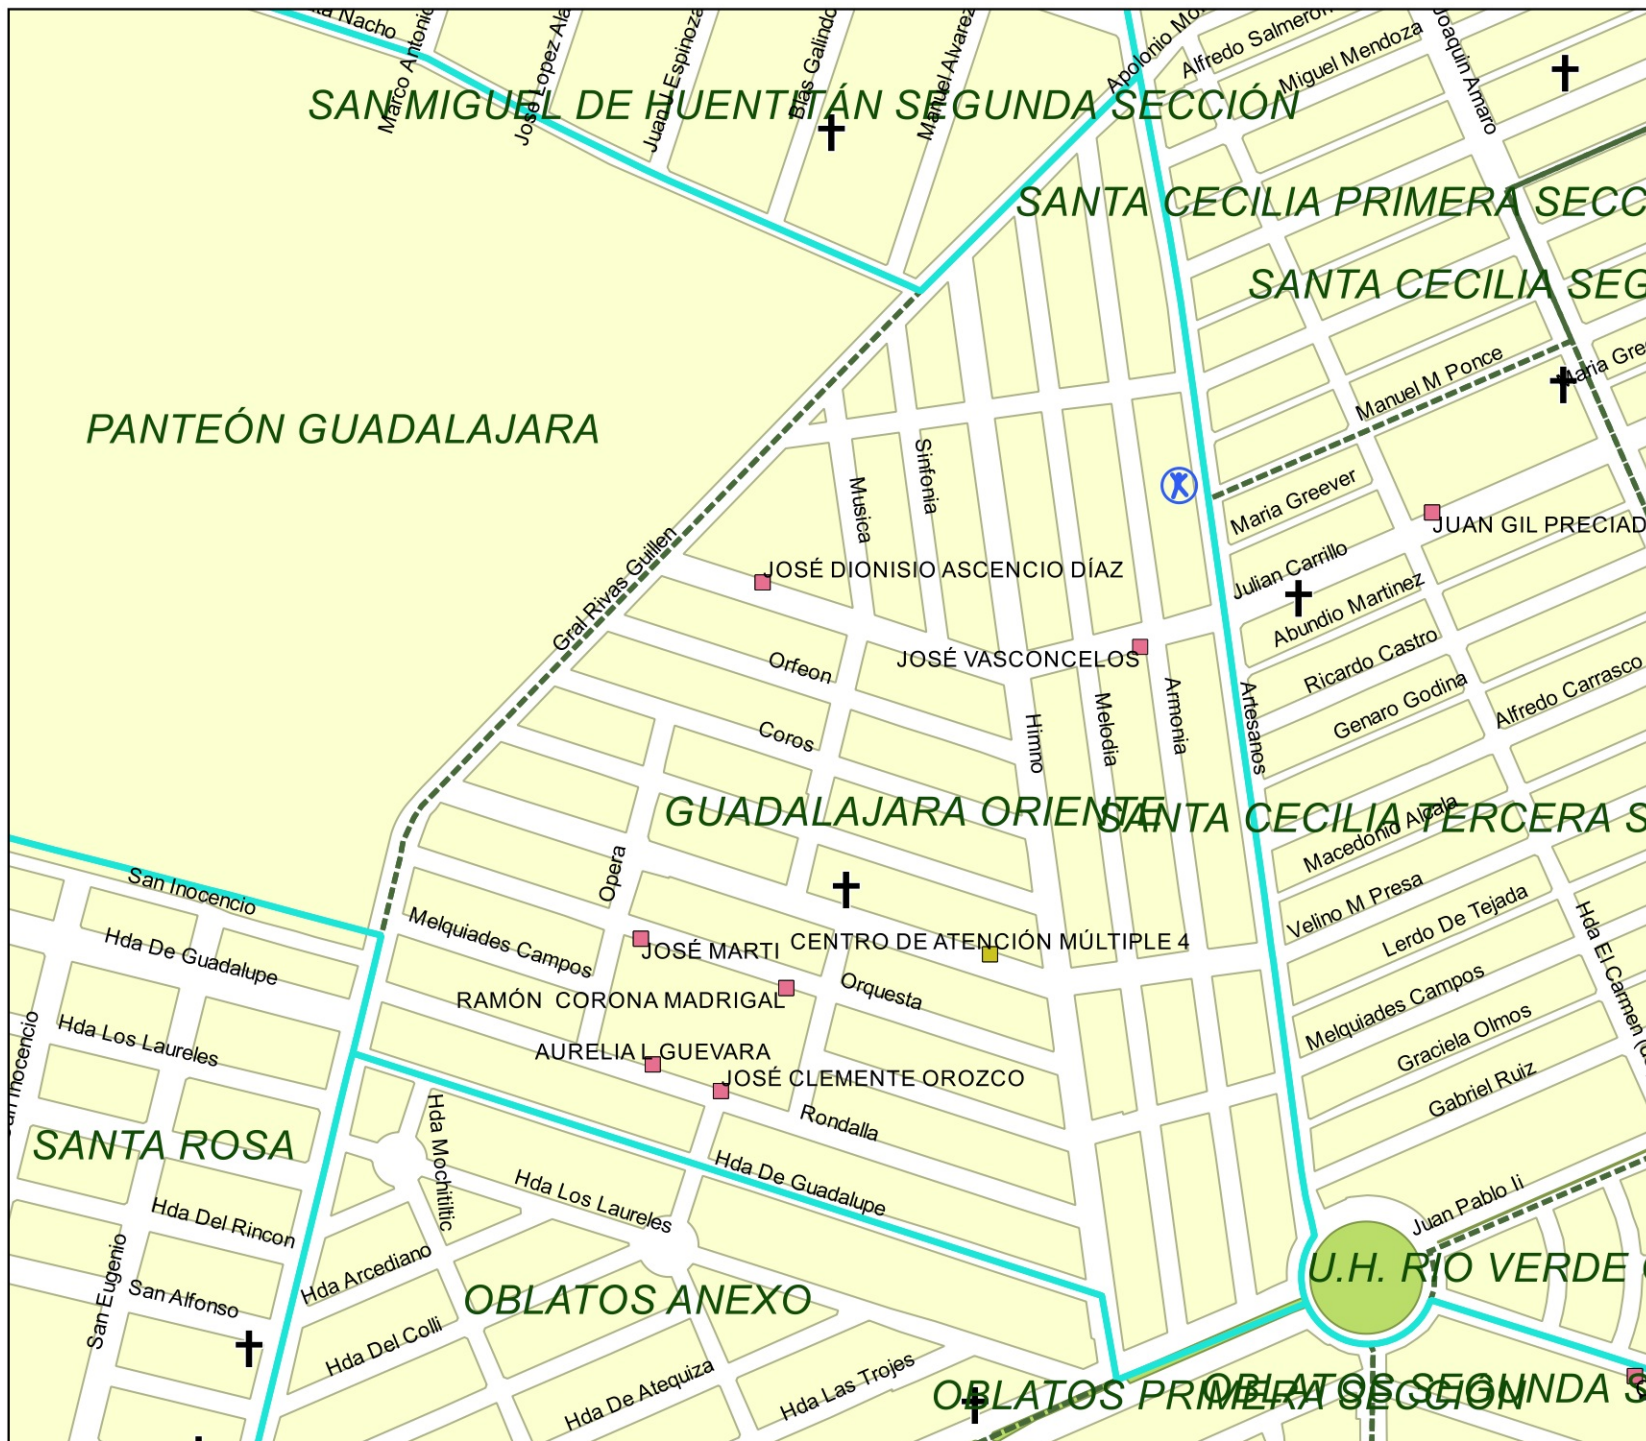 Nacho
Marco Antonio
Jose Lopez Ala
Juan U Espinoza
Blas Galindo
Manuel Alvarez
Alfredo Salmeron
Miguel Mendoza
Joaquin Amaro
SAN MIGUEL DE HUENTITÁN SEGUNDA SECCIÓN
SANTA CECILIA PRIMERA SECC
SANTA CECILIA SEG
Manuel M Ponce
Maria Gree
PANTEÓN GUADALAJARA
Sinfonia
Musica
Maria Greever
JUAN GIL PRECIAD
Gral Rivas Guillen
JOSÉ DIONISIO ASCENCIO DÍAZ
Julian Carrillo
Abundio Martinez
Orfeon
JOSÉ VASCONCELOS
Ricardo Castro
Genaro Godina
Alfredo Carrasco
Coros
Himno
Melodia
Armonia
Artesanos
GUADALAJARA ORIENTE
SANTA CECILIA TERCERA S
Macedonio Alcala
Opera
San Inocencio
Velino M Presa
Lerdo De Tejada
Hda El Carmen
Melquiades Campos
Hda De Guadalupe
JOSÉ MARTI
CENTRO DE ATENCIÓN MÚLTIPLE 4
RAMÓN CORONA MADRIGAL
Orquesta
Melquiades Campos
Hda Los Laureles
Graciela Olmos
AURELIA L GUEVARA
JOSÉ CLEMENTE OROZCO
Gabriel Ruiz
Inocencio
Rondalla
SANTA ROSA
Hda Mochitiltic
Hda De Guadalupe
Hda Los Laureles
Juan Pablo Ii
Hda Del Rincon
San Eugenio
Hda Arcediano
U.H. RIO VERDE
San Alfonso
OBLATOS ANEXO
Hda Del Colli
Hda De Atequiza
Hda Las Trojes
OBLATOS PRIMERA SECCIÓN
OBLATOS SEGUNDA S